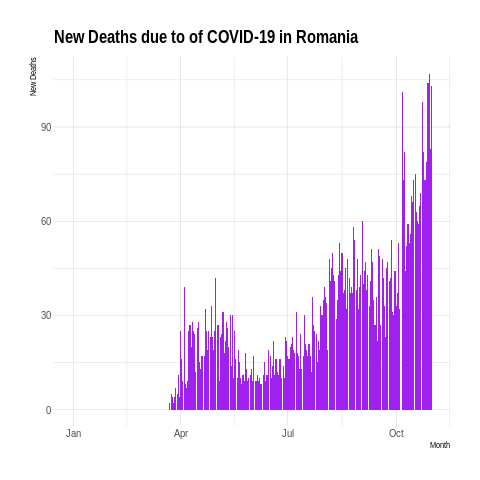 New Deaths due to of COVID-19 in Romania
New Deaths
90
60
30
0
Jan Apr Jul Oct
Month